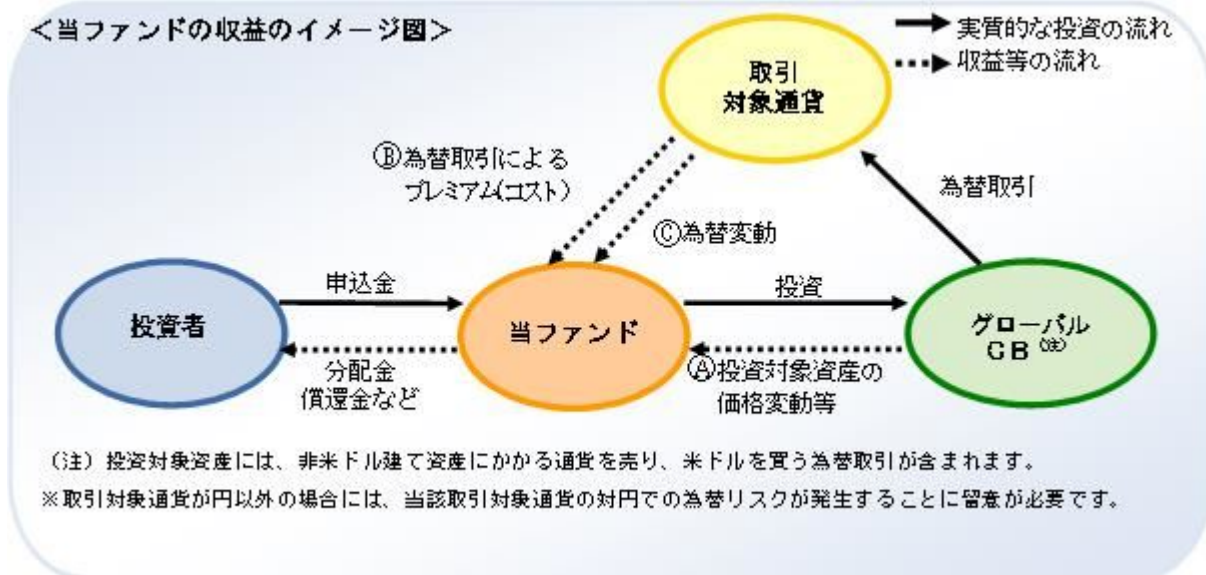 ＜当ファンドの収益のイメージ図＞
実質的な投資の流れ
収益等の流れ
取引
対象通貨
Ⓑ為替取引による
プレミアム(コスト)
為替取引
Ⓒ為替変動
申込金
投資
投資者
当ファンド
グローバル
CB(注)
分配金
償還金など
Ⓐ投資対象資産の
価格変動等
（注）投資対象資産には、非米ドル建て資産にかかる通貨を売り、米ドルを買う為替取引が含まれます。
※取引対象通貨が円以外の場合には、当該取引対象通貨の対円での為替リスクが発生することに留意が必要です。